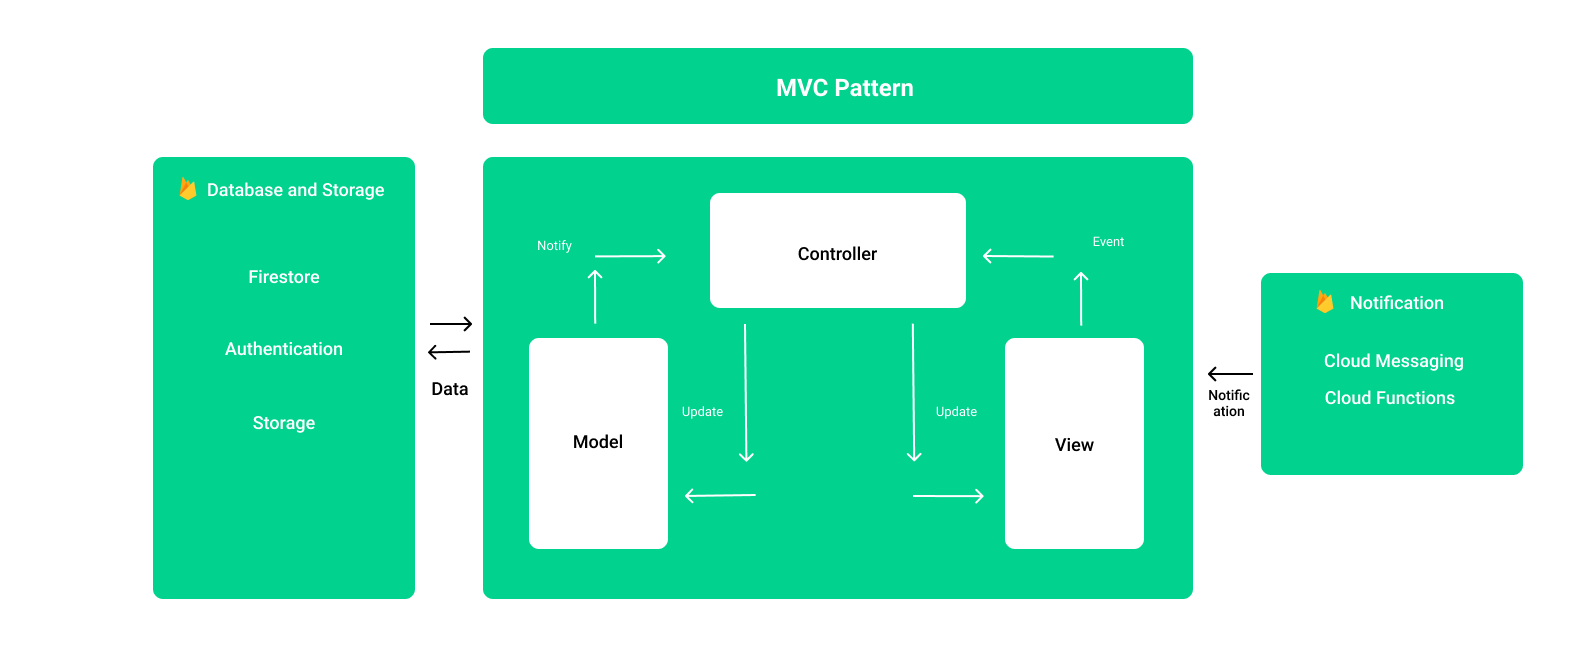 MVC Pattern
Database and Storage
Firestore
Authentication
Storage
Data
Notify
Controller
Event
Update
Update
Model
View
Notific
ation
Notification
Cloud Messaging
Cloud Functions